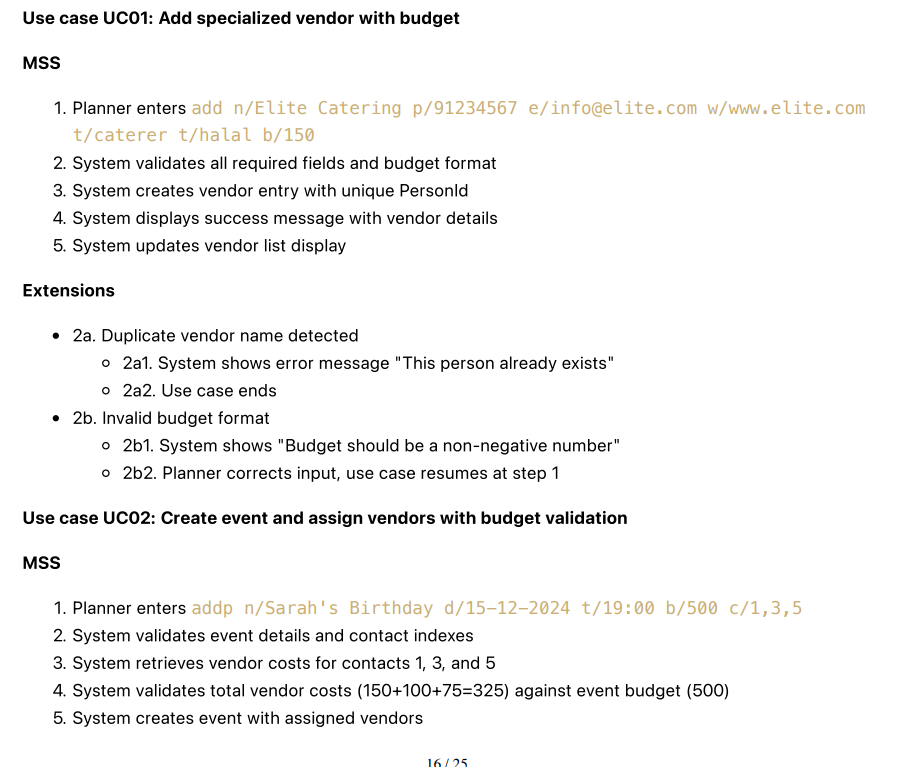 Use case UC01: Add specialized vendor with budget
MSS
1. Planner enters add n/Elite Catering p/91234567 e/info@elite.com w/www.elite.com
t/caterer t/halal b/150
2. System validates all required fields and budget format
3. System creates vendor entry with unique PersonId
4. System displays success message with vendor details
5. System updates vendor list display
Extensions
• 2a. Duplicate vendor name detected
○ 2a1. System shows error message "This person already exists"
○ 2a2. Use case ends
• 2b. Invalid budget format
○ 2b1. System shows "Budget should be a non-negative number"
○ 2b2. Planner corrects input, use case resumes at step 1
Use case UC02: Create event and assign vendors with budget validation
MSS
1. Planner enters addp n/Sarah's Birthday d/15-12-2024 t/19:00 b/500 c/1,3,5
2. System validates event details and contact indexes
3. System retrieves vendor costs for contacts 1, 3, and 5
4. System validates total vendor costs (150+100+75=325) against event budget (500)
5. System creates event with assigned vendors
16 / 25